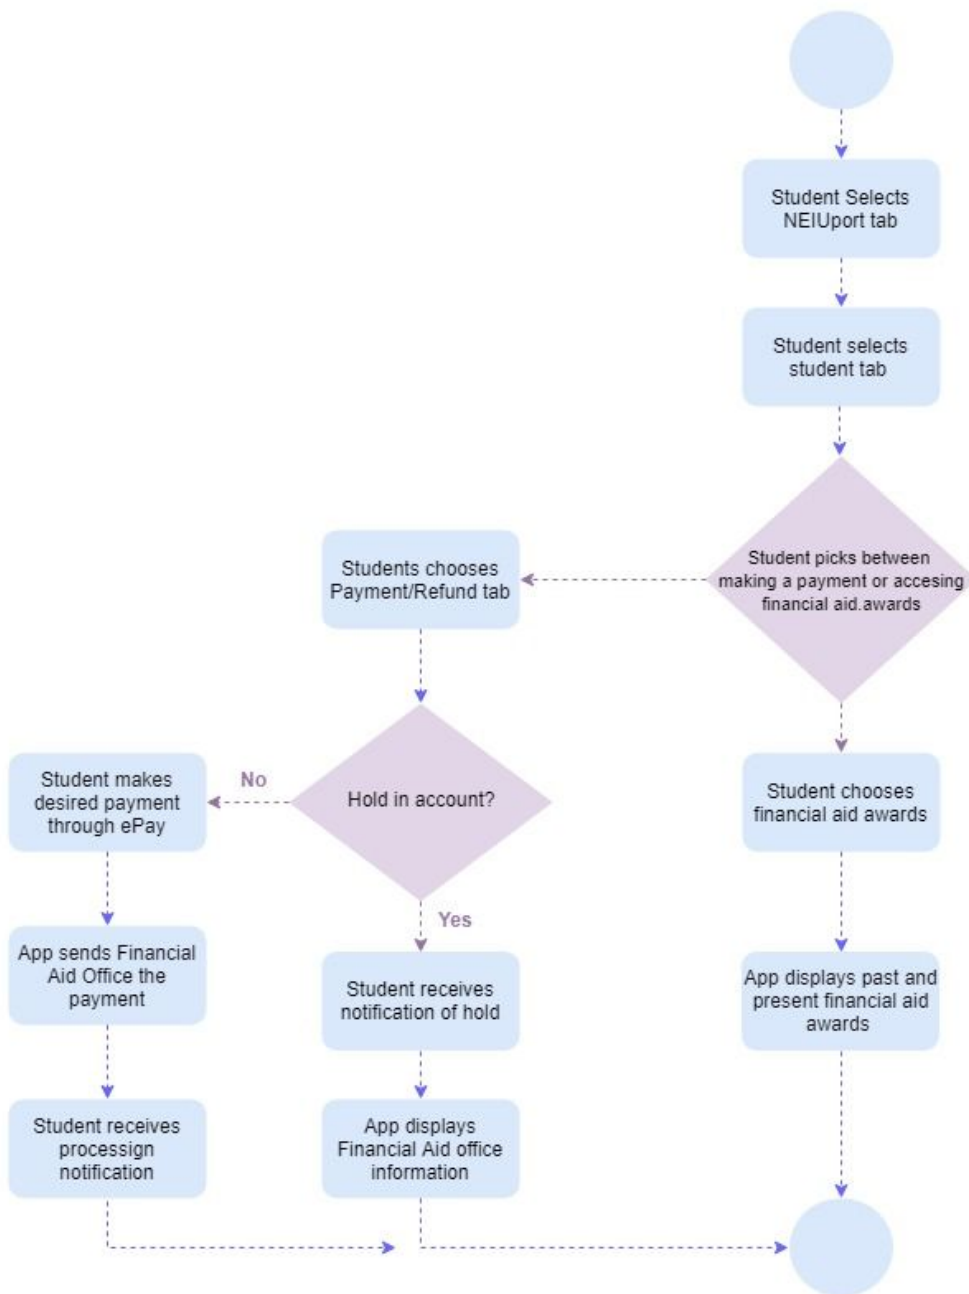 Student Selects
NEIUport tab
Student selects
student tab
Student picks between
making a payment or accesing
financial aid.awards
Students chooses
Payment/Refund tab
Student makes
desired payment
through ePay
No
Hold in account?
Student chooses
financial aid awards
Yes
App sends Financial
Aid Office the
payment
Student receives
notification of hold
App displays past and
present financial aid
awards
Student receives
processign
notification
App displays
Financial Aid office
information